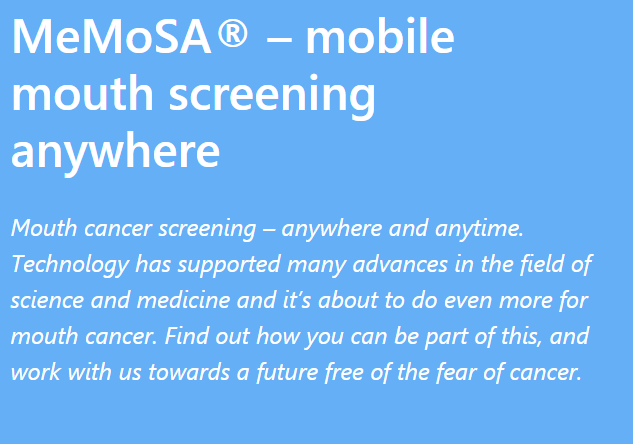 MeMoSA® – mobile
mouth screening
anywhere
Mouth cancer screening – anywhere and anytime.
Technology has supported many advances in the field of
science and medicine and it’s about to do even more for
mouth cancer. Find out how you can be part of this, and
work with us towards a future free of the fear of cancer.